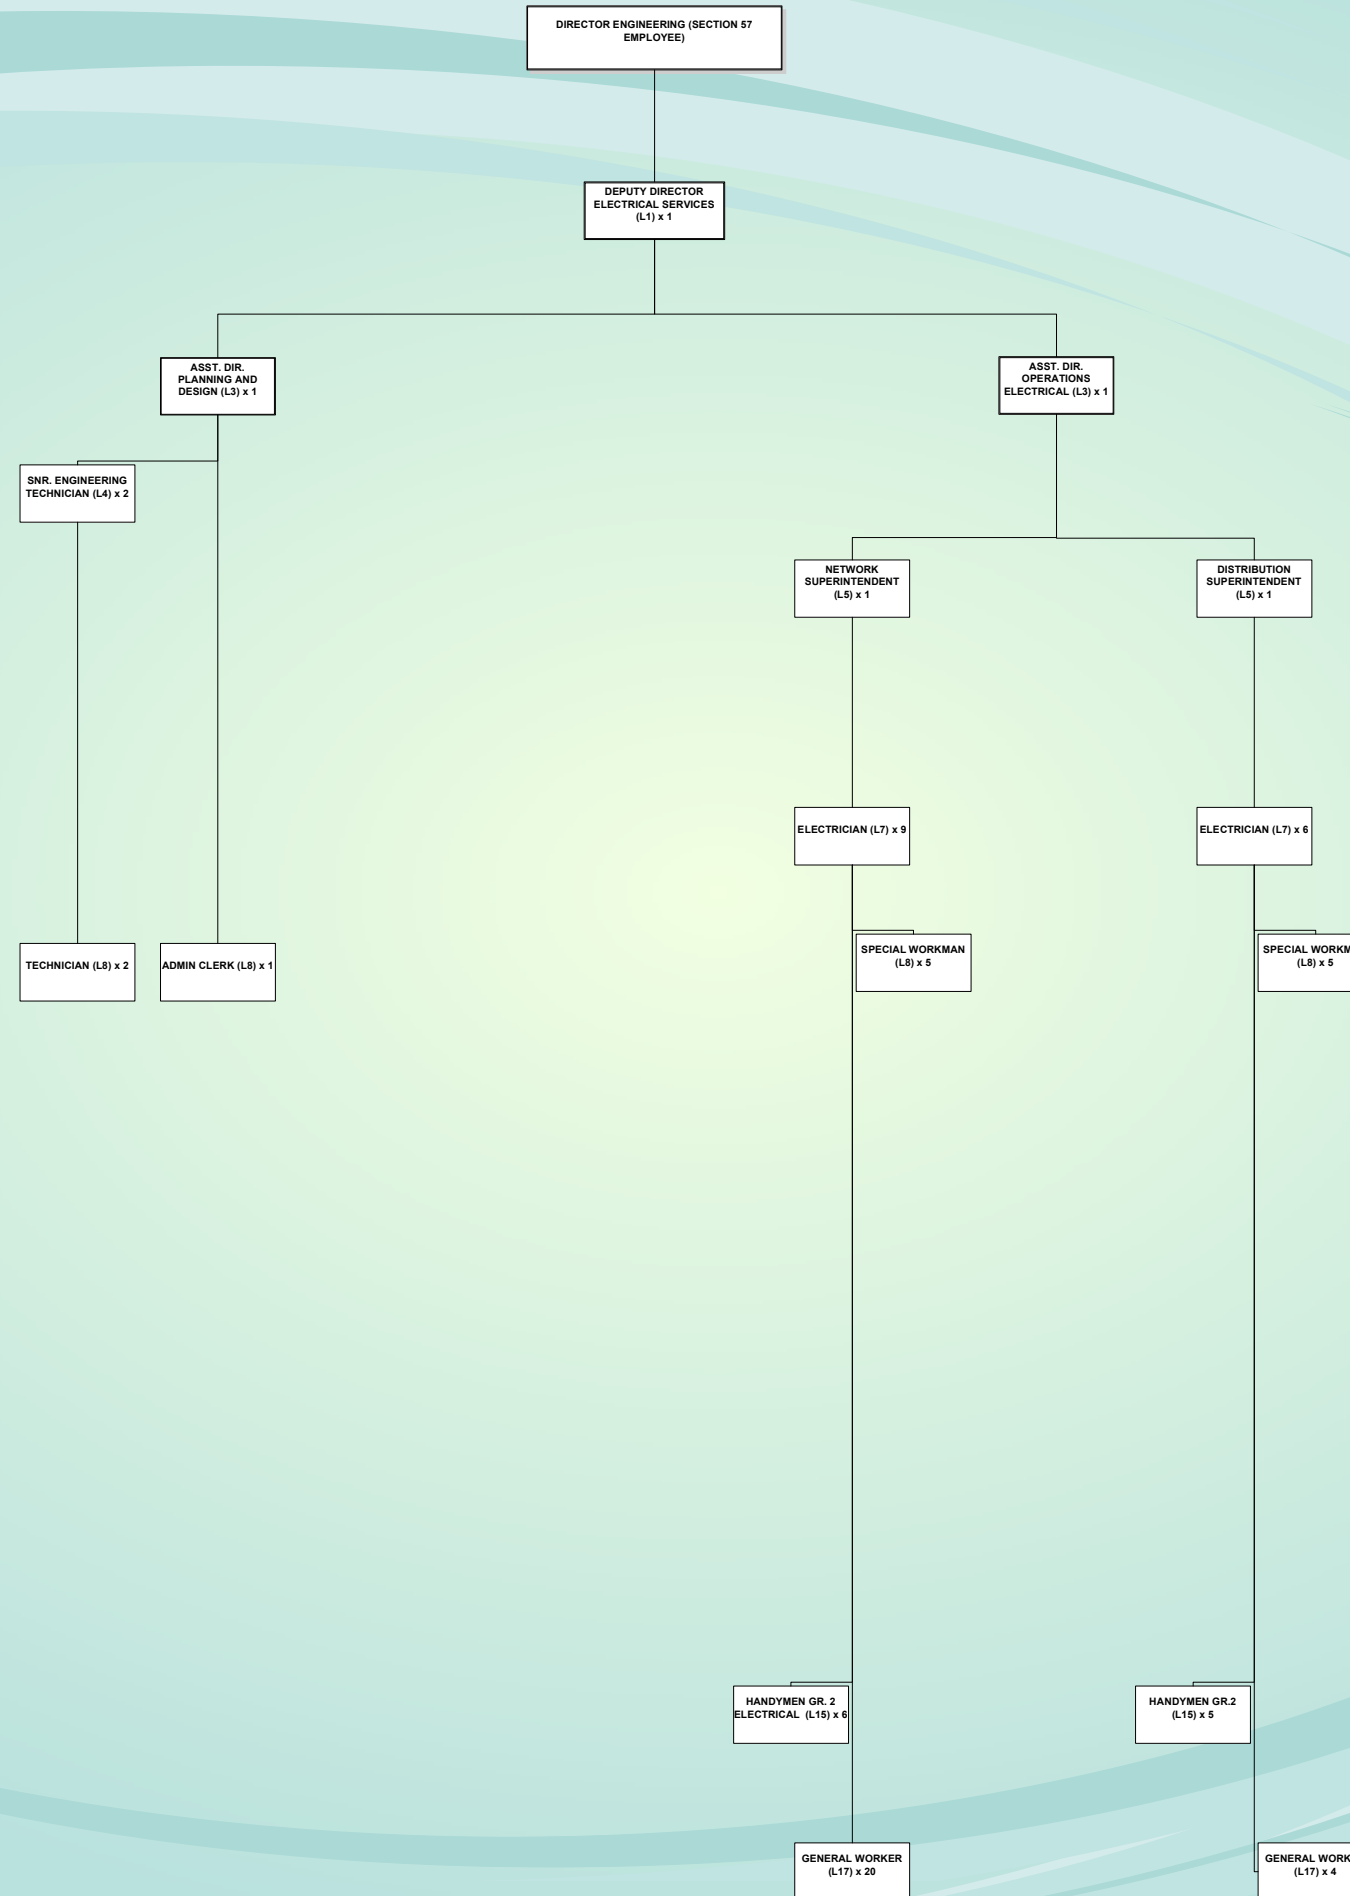 DIRECTOR ENGINEERING (SECTION 57
EMPLOYEE)
DEPUTY DIRECTOR
ELECTRICAL SERVICES
(L1) x 1
ASST. DIR.
PLANNING AND
DESIGN (L3) x 1
ASST. DIR.
OPERATIONS
ELECTRICAL (L3) x 1
SNR. ENGINEERING
TECHNICIAN (L4) x 2
NETWORK
SUPERINTENDENT
(L5) x 1
DISTRIBUTION
SUPERINTENDENT
(L5) x 1
ELECTRICIAN (L7) x 9
ELECTRICIAN (L7) x 6
TECHNICIAN (L8) x 2
ADMIN CLERK (L8) x 1
SPECIAL WORKMAN
(L8) x 5
SPECIAL
(L8) x 5
HANDYMEN GR. 2
ELECTRICAL (L15) x 6
HANDYMEN GR.2
(L15) x 5
GENERAL WORKER
(L17) x 20
GENERAL
(L17) x 4